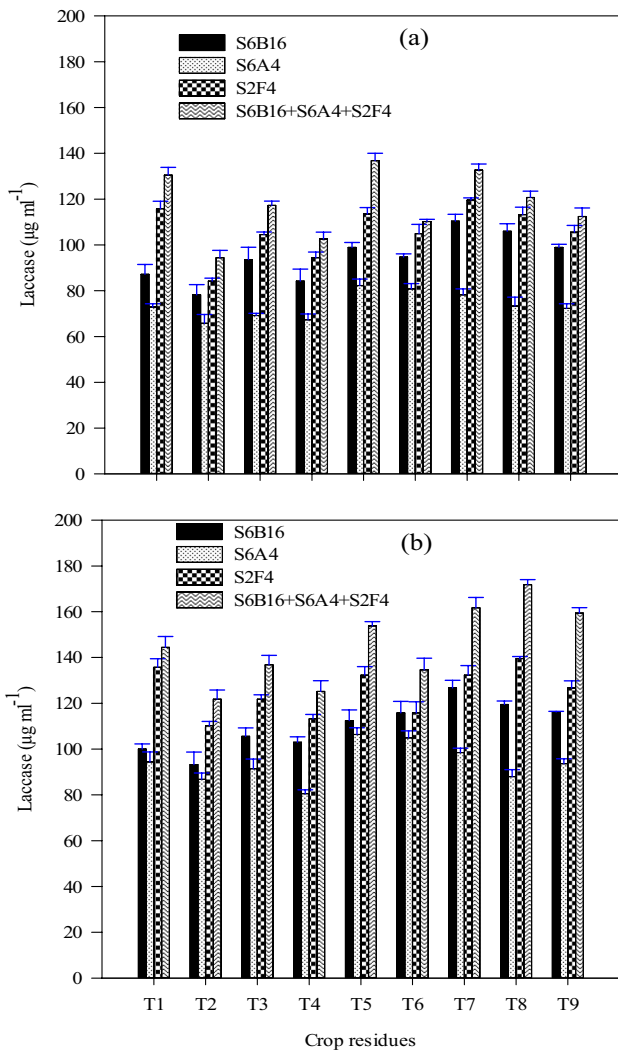 200
(a)
S6B16
180
S6A4
160
S2F4
S6B16+S6A4+S2F4
140
120
100
80
60
40
20
0
Laccase (µg ml⁻¹)
200
S6B16
(b)
180
S6A4
S2F4
160
S6B16+S6A4+S2F4
140
120
100
80
60
40
20
0
Laccase (µg ml⁻¹)
T1 T2 T3 T4 T5 T6 T7 T8 T9
Crop residues